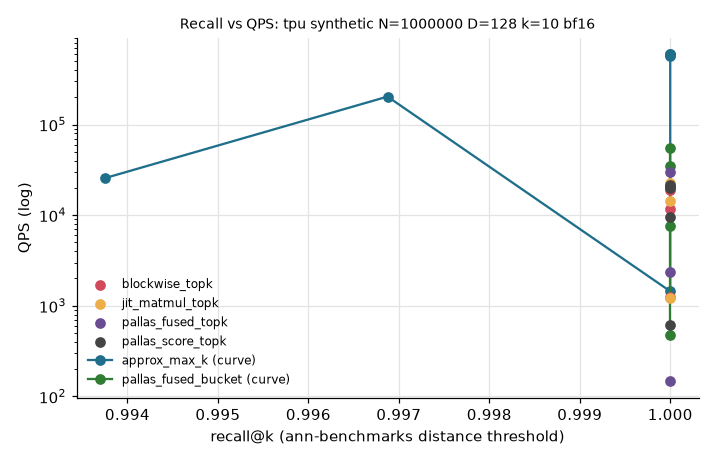 Recall vs QPS: tpu synthetic N=1000000 D=128 k=10 bf16
QPS (log)
10^5
10^4
10^3
10^2
blockwise_topk
jit_matmul_topk
pallas_fused_topk
pallas_score_topk
approx_max_k (curve)
pallas_fused_bucket (curve)
0.994 0.995 0.996 0.997 0.998 0.999 1.000
recall@k (ann-benchmarks distance threshold)